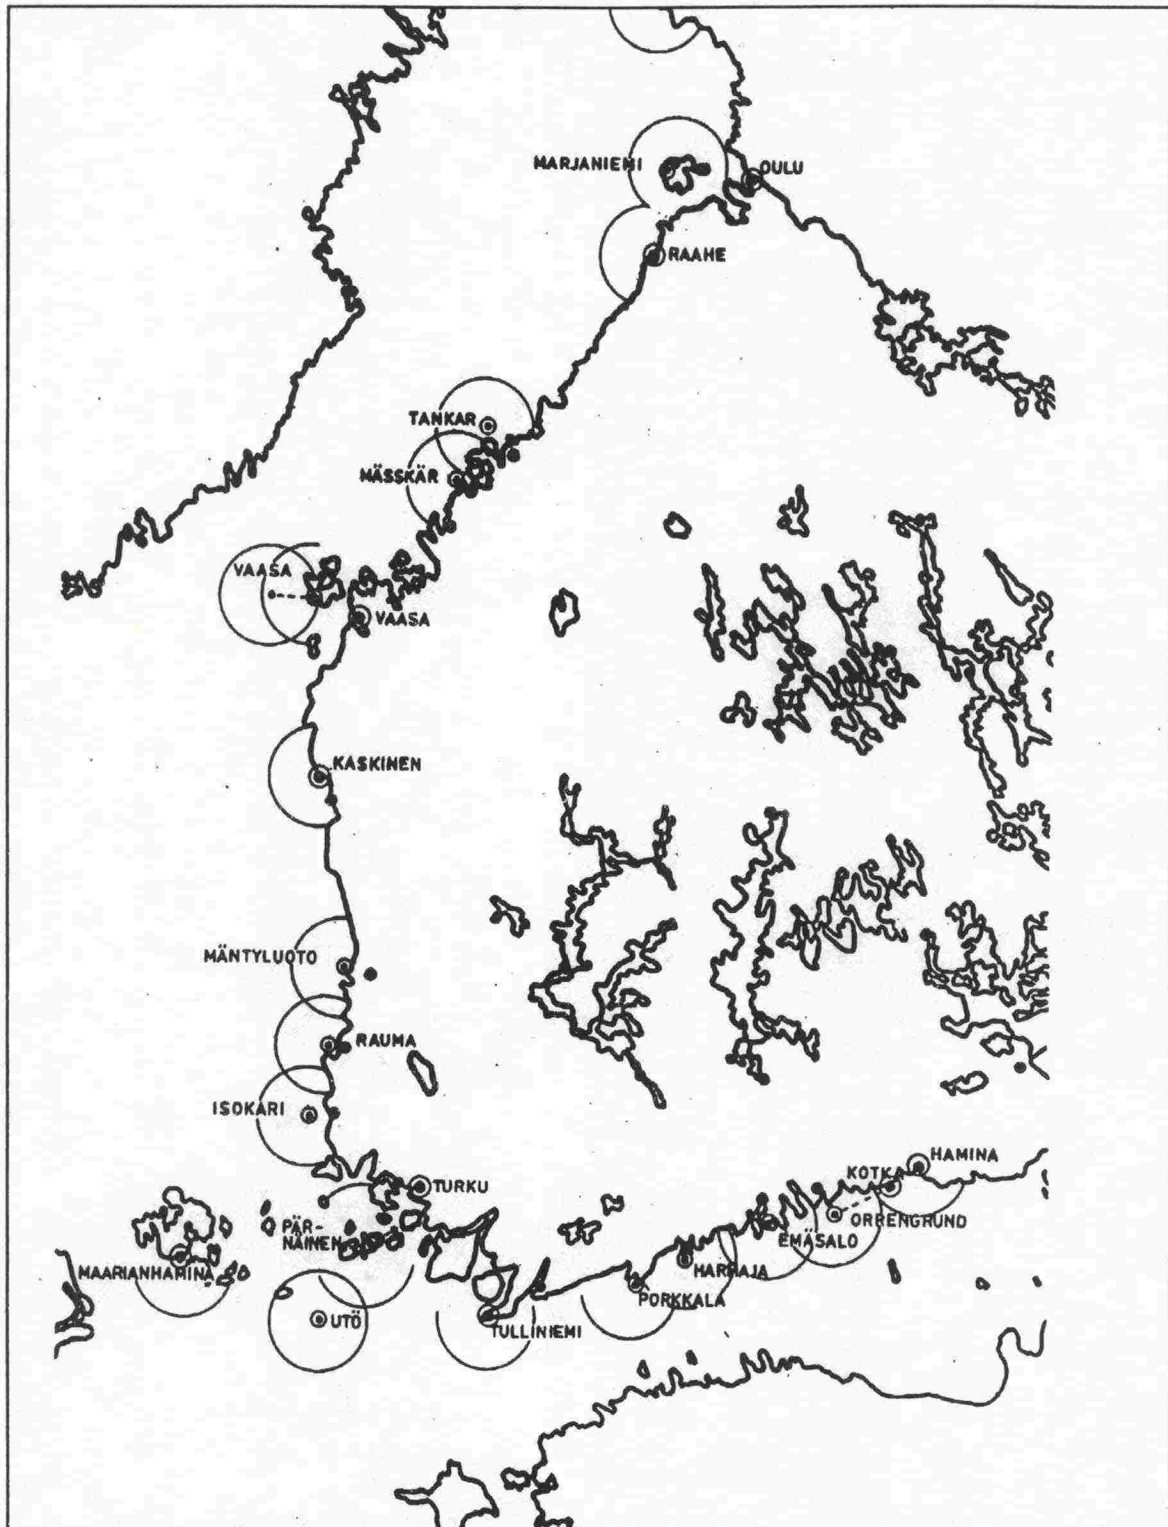 MARJANIEMI
OULU
RAAHE
TANKAR
MÄSSKÄR
VAASA
VAASA
KASKINEN
MÄNTYLUOTO
RAUMA
ISOKARI
HAMINA
KOTKA
TURKU
ORRENGRUND
PÄR-
NÄINEN
EMÄSALO
MAARIANHAMINA
HARMAJA
PORKKALA
UTÖ
TULLINIEMI